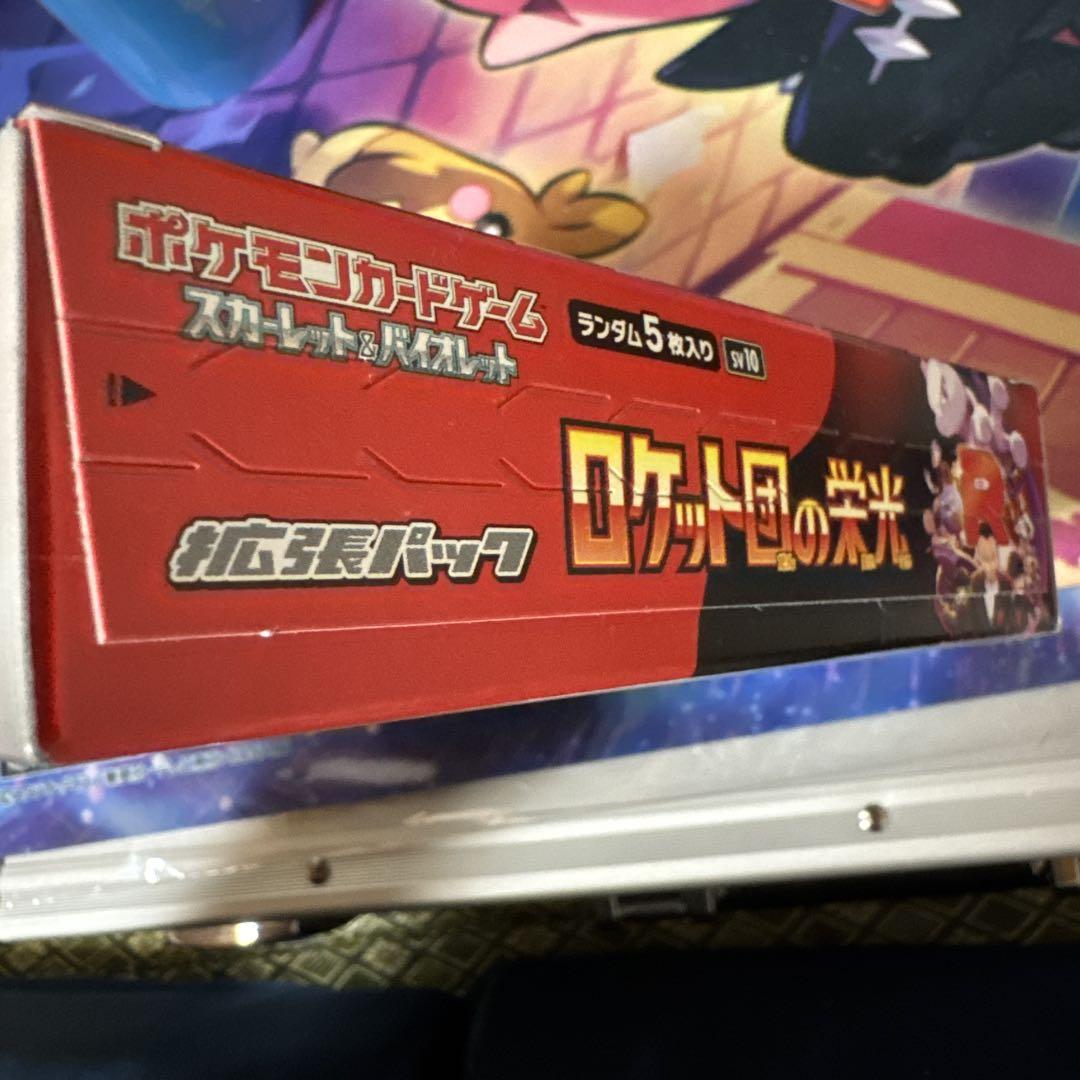 ポケモンカードゲーム
スカーレット&バイオレット
ランダム5枚入り
sv10
拡張パック
ロケット団の栄光